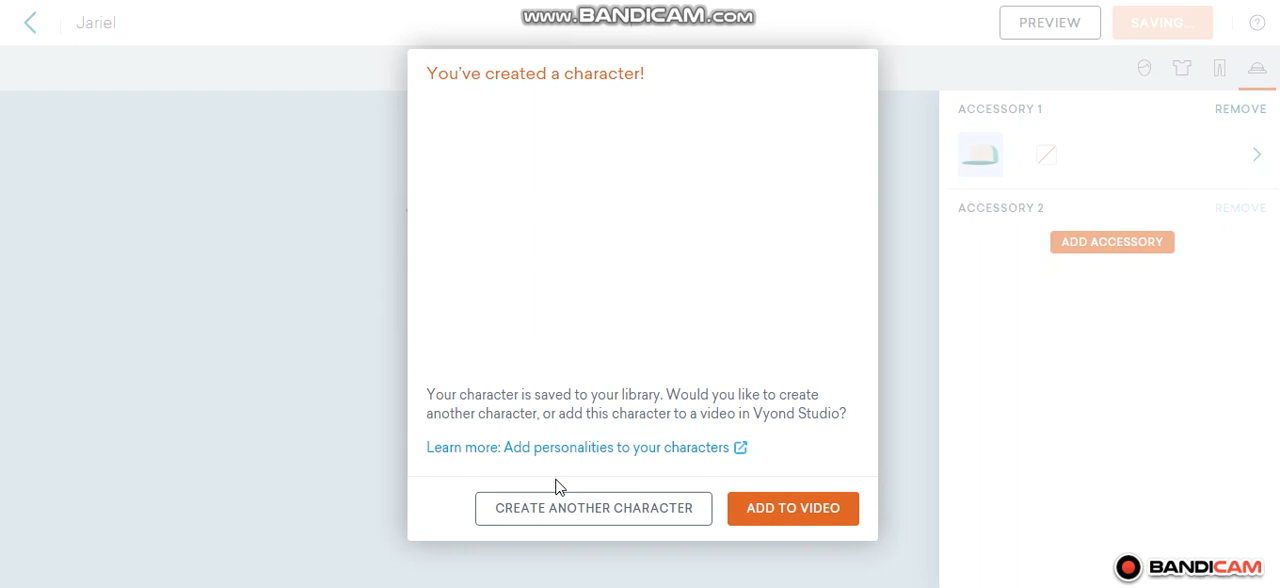 www.BANDICAM.com
Jariel
PREVIEW
SAVING...
You've created a character!
ACCESSORY 1
REMOVE
ACCESSORY 2
REMOVE
ADD ACCESSORY
Your character is saved to your library. Would you like to create
another character, or add this character to a video in Vyond Studio?
Learn more: Add personalities to your characters
CREATE ANOTHER CHARACTER
ADD TO VIDEO
BANDICAM